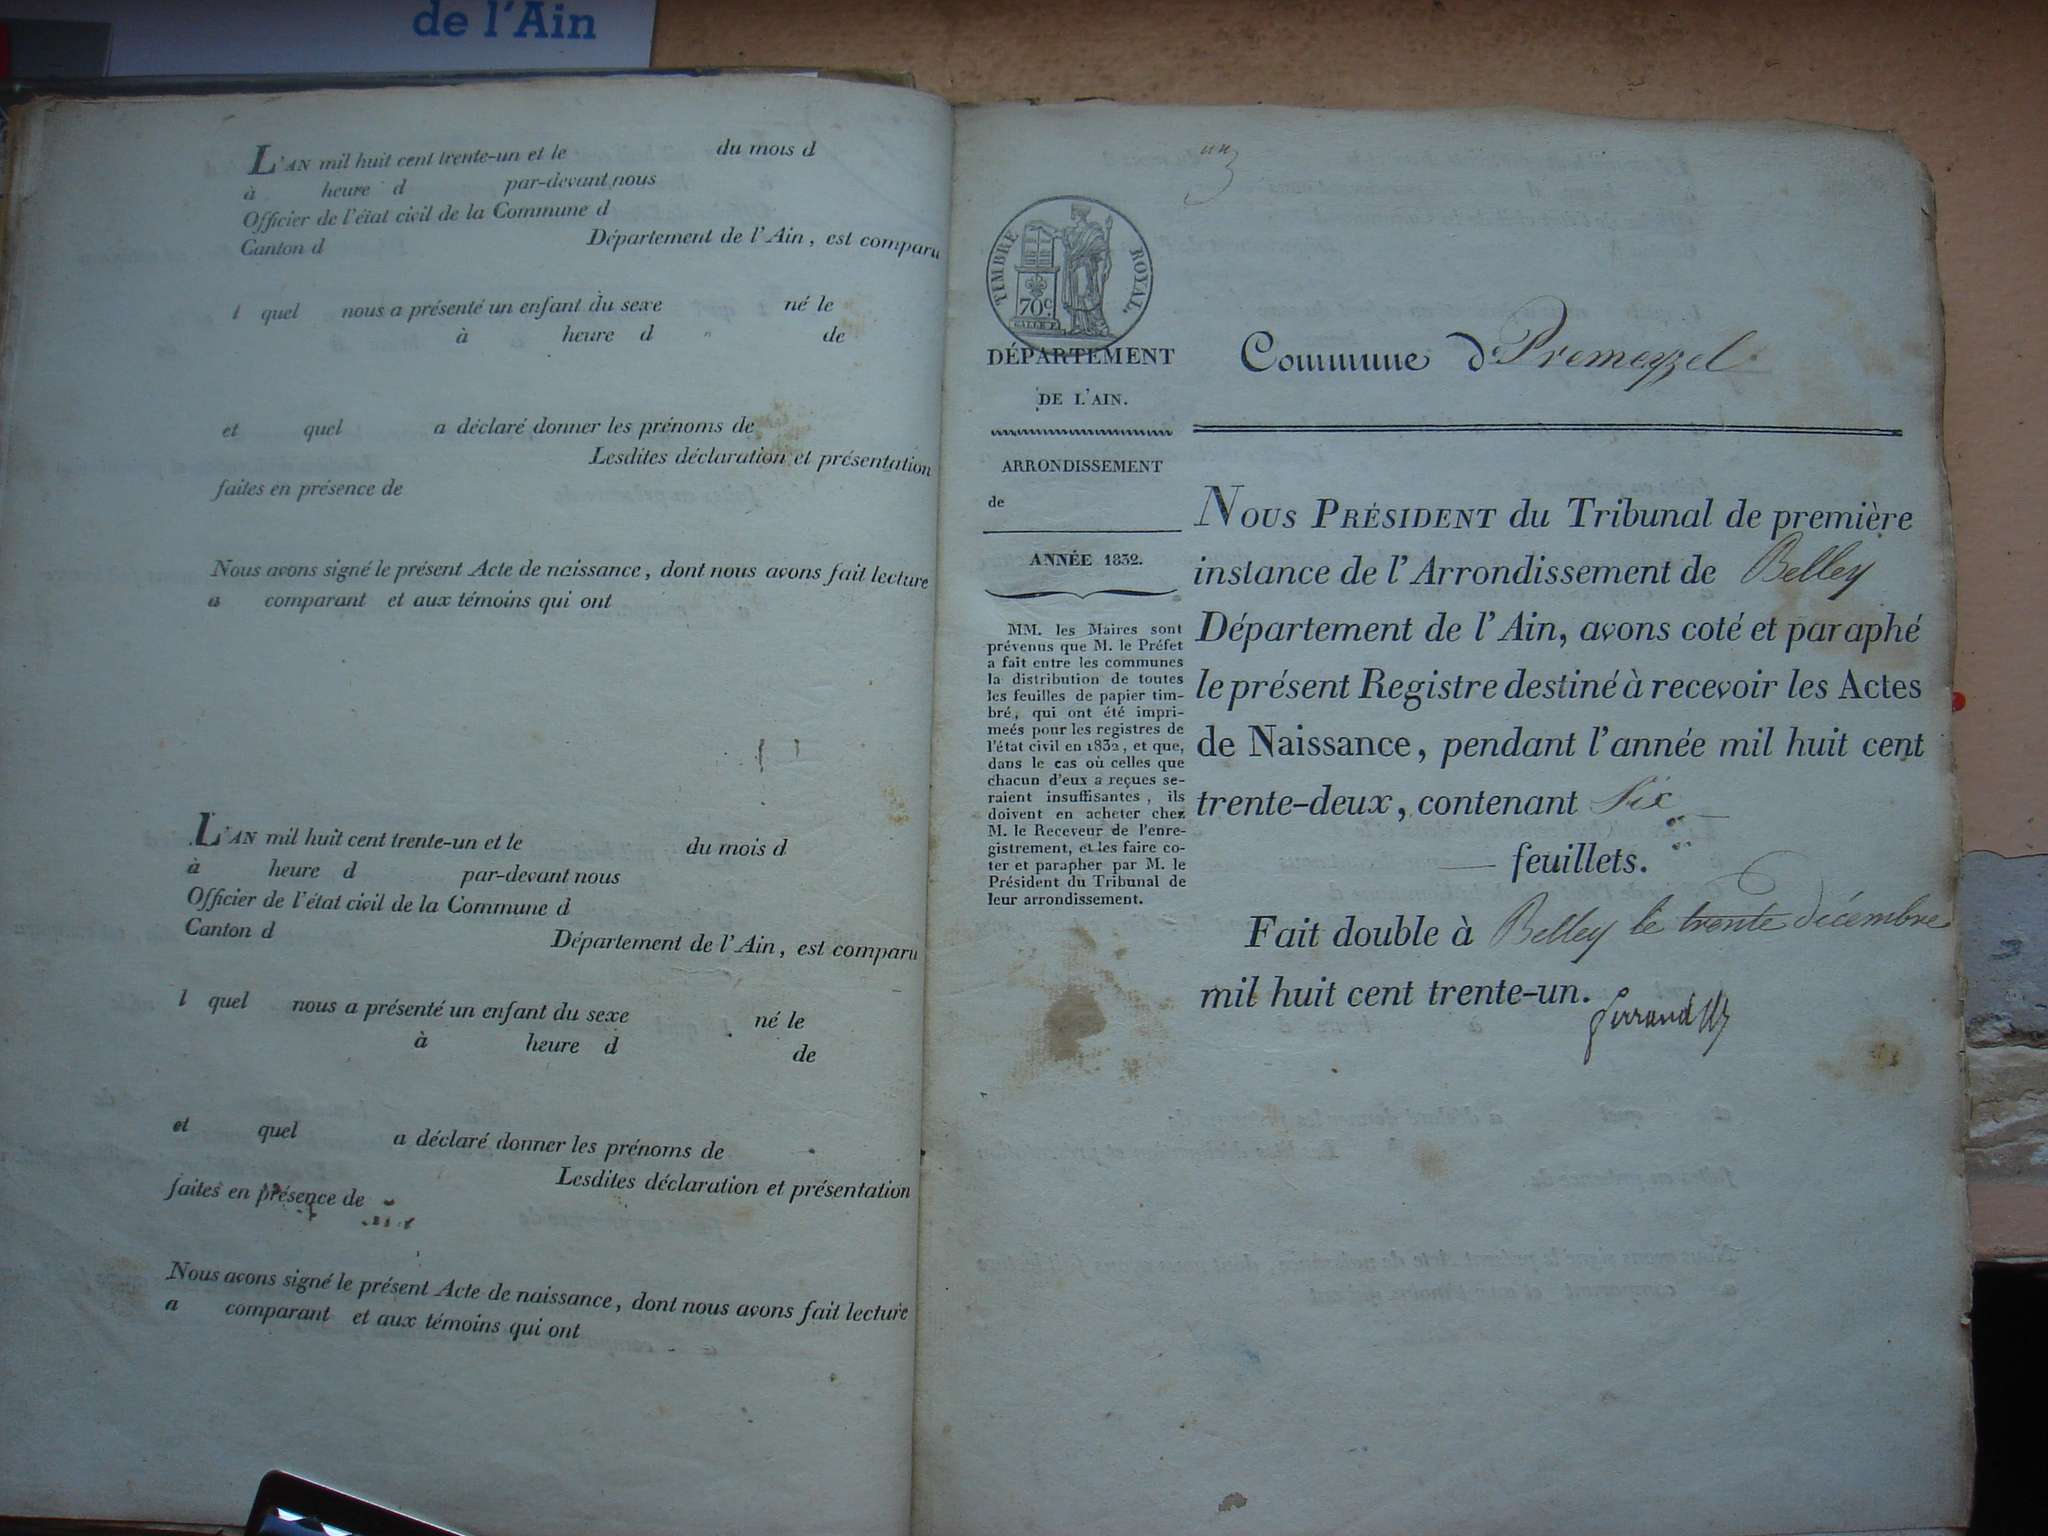 de l'Ain
L'AN mil huit cent trente-un et le du mois d
à heure d par-devant nous
Officier de l'état civil de la Commune d
Canton d Département de l'Ain, est comparu
l quel nous a présenté un enfant du sexe né le
à heure d de
et quel a déclaré donner les prénoms de
Lesdites déclaration et présentation
faites en présence de
Nous avons signé le présent Acte de naissance, dont nous avons fait lecture
a comparant et aux témoins qui ont
L'AN mil huit cent trente-un et le du mois d
à heure d par-devant nous
Officier de l'état civil de la Commune d
Canton d Département de l'Ain, est comparu
l quel nous a présenté un enfant du sexe né le
à heure d de
et quel a déclaré donner les prénoms de
Lesdites déclaration et présentation
faites en présence de
Nous avons signé le présent Acte de naissance, dont nous avons fait lecture
a comparant et aux témoins qui ont
un
TIMBRE ROYAL.
70c
DÉPARTEMENT
DE L'AIN.
ARRONDISSEMENT
de
ANNÉE 1832.
MM. les Maires sont
prévenus que M. le Préfet
a fait entre les communes
la distribution de toutes
les feuilles de papier tim-
bré, qui ont été impri-
meés pour les registres de
l'état civil en 1832, et que,
dans le cas où celles que
chacun d'eux a reçues se-
raient insuffisantes, ils
doivent en acheter chez
M. le Receveur de l'enre-
gistrement, et les faire co-
ter et parapher par M. le
Président du Tribunal de
leur arrondissement.
Commune de Premeyzel
NOUS PRÉSIDENT du Tribunal de première
instance de l'Arrondissement de Belley
Département de l'Ain, avons coté et paraphé
le présent Registre destiné à recevoir les Actes
de Naissance, pendant l'année mil huit cent
trente-deux, contenant Six
feuillets.
Fait double à Belley le trente décembre
mil huit cent trente-un.